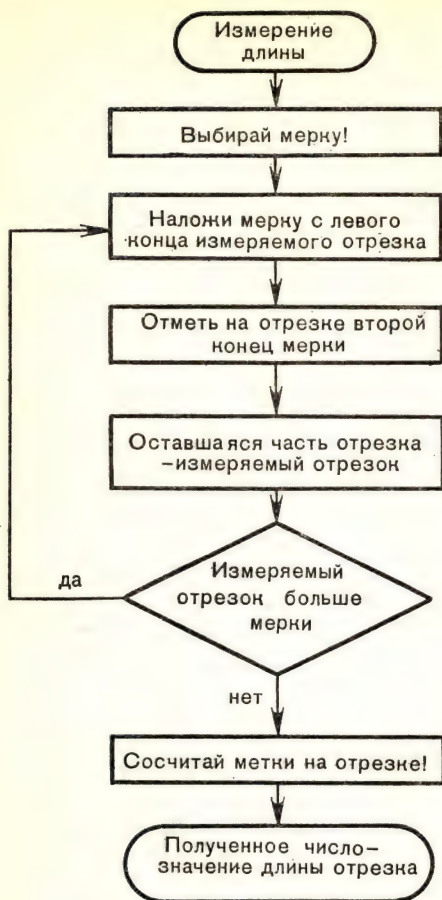 Измерение
длины
Выбирай мерку!
Наложи мерку с левого
конца измеряемого отрезка
Отметь на отрезке второй
конец мерки
Оставшаяся часть отрезка
–измеряемый отрезок
Измеряемый
отрезок больше
мерки
да
нет
Сосчитай метки на отрезке!
Полученное число–
значение длины отрезка